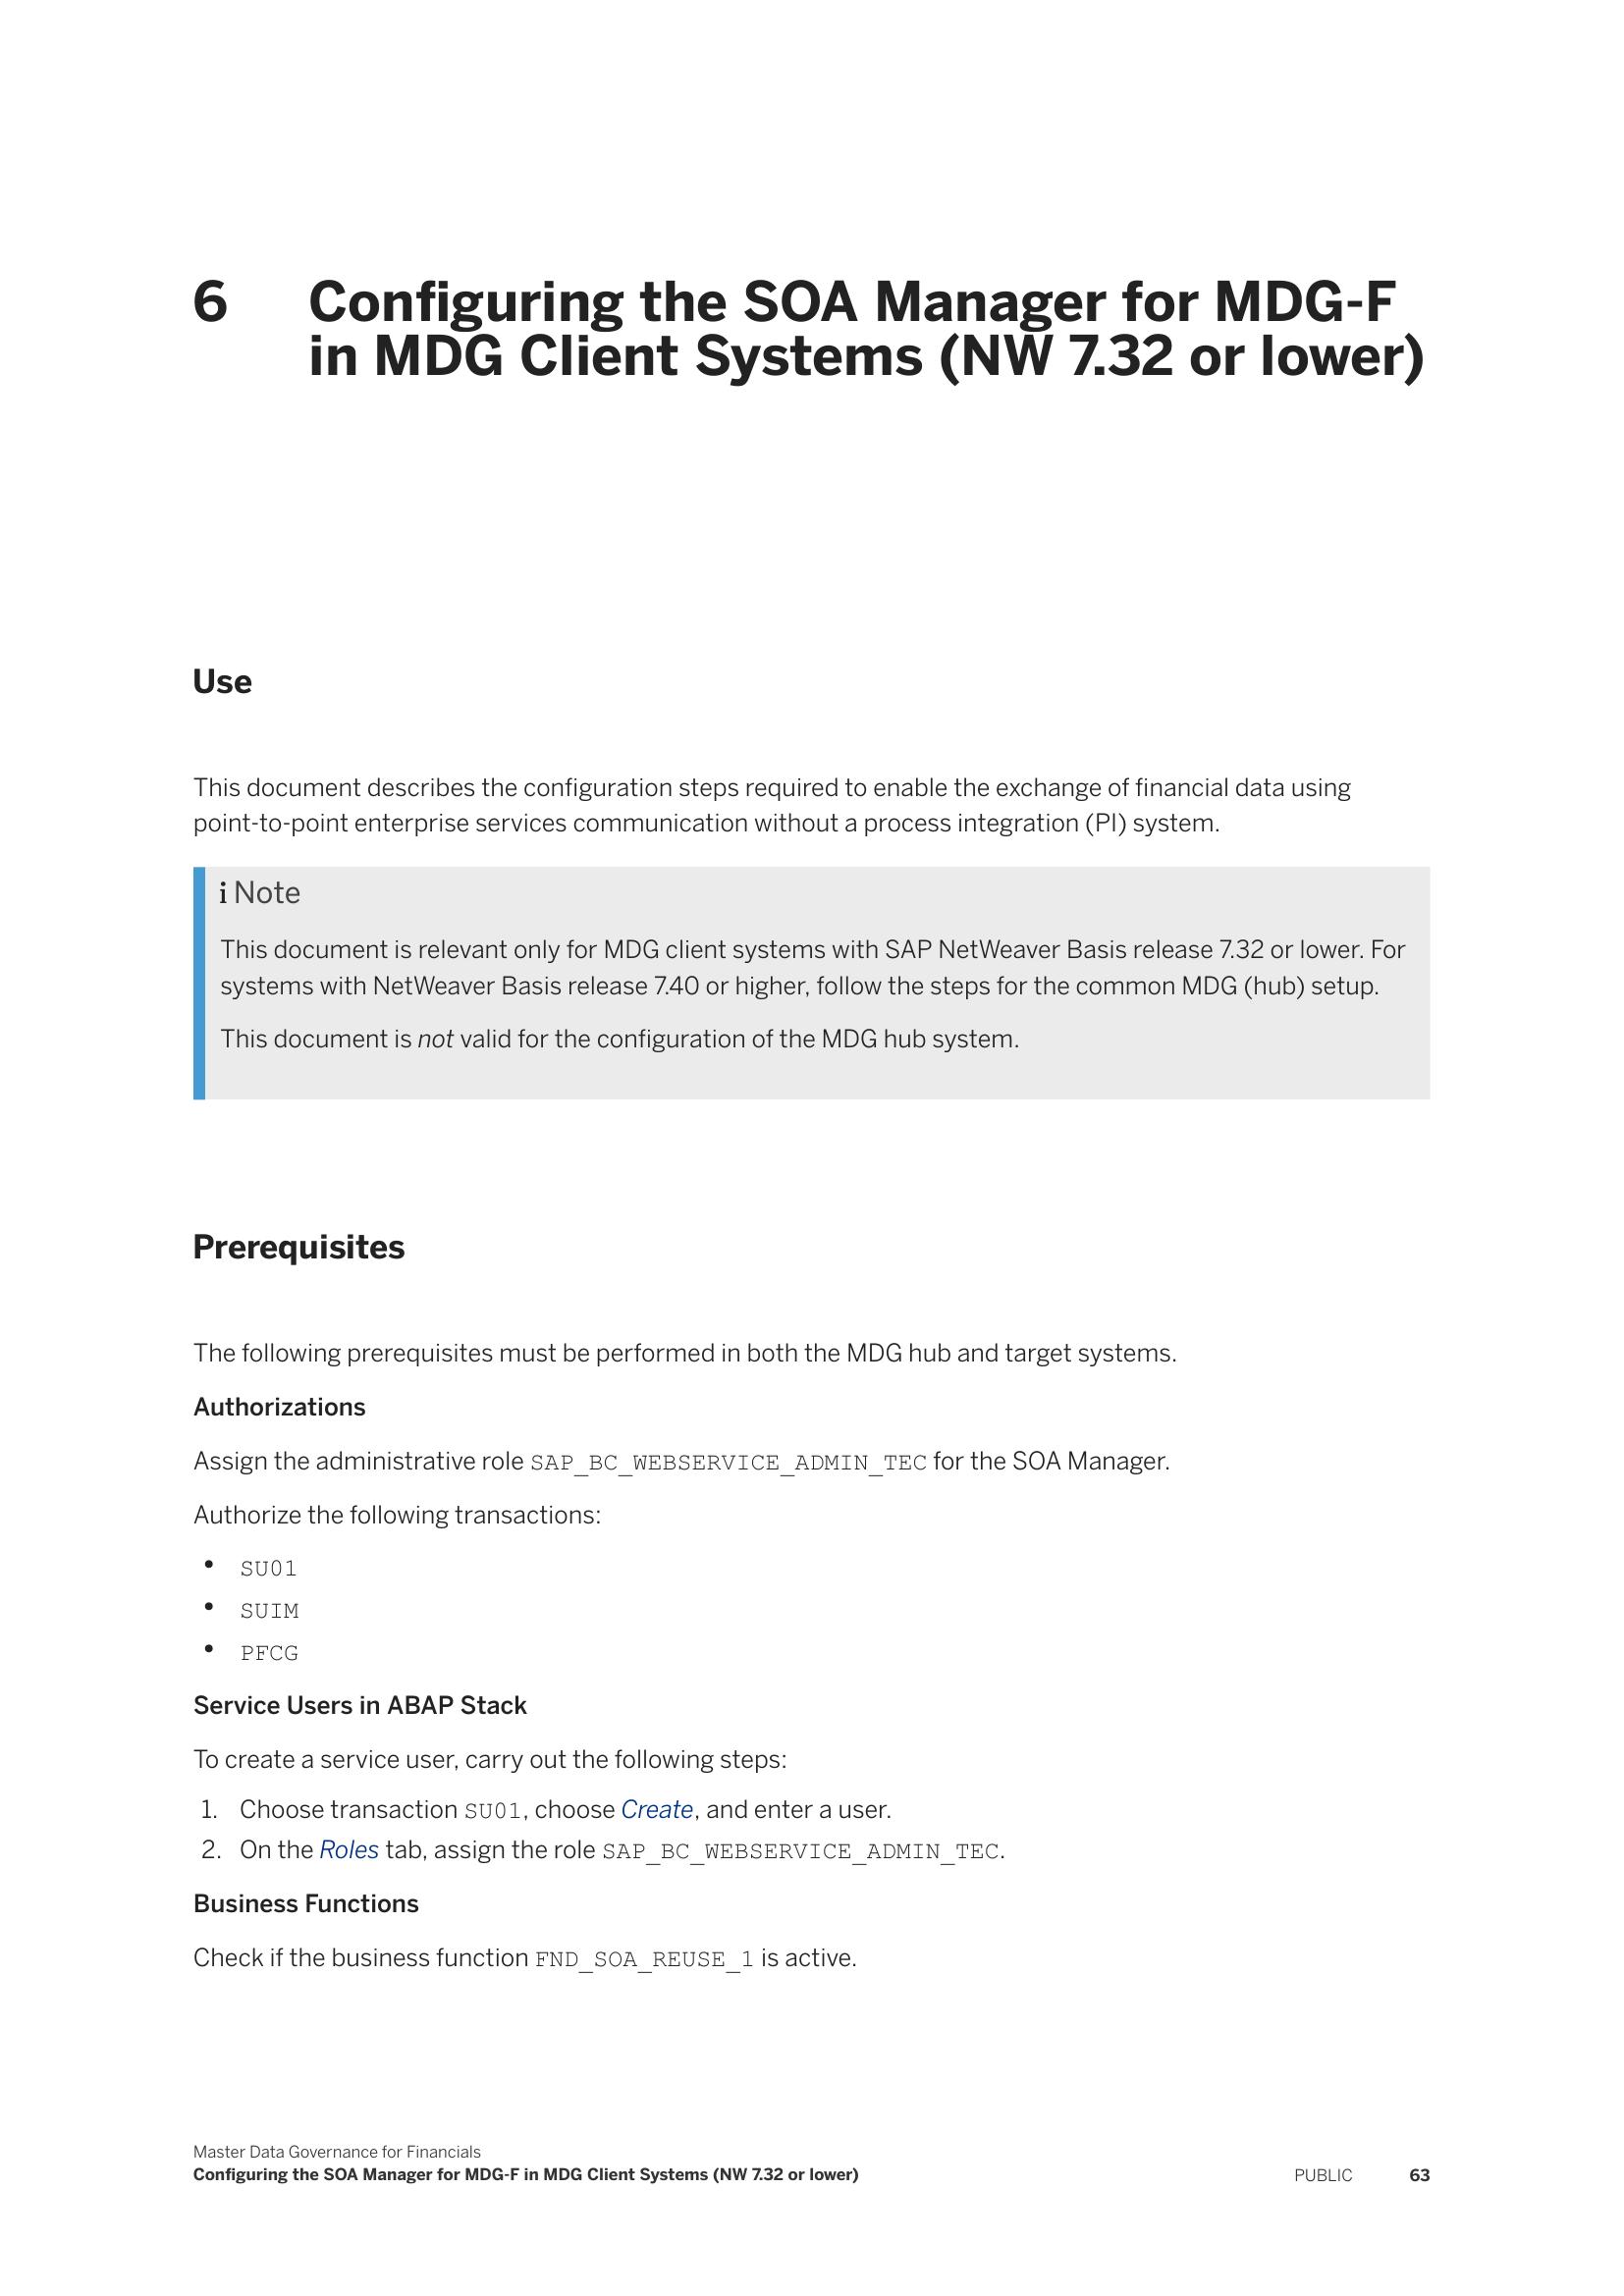 6 Configuring the SOA Manager for MDG-F
in MDG Client Systems (NW 7.32 or lower)
Use
This document describes the configuration steps required to enable the exchange of financial data using
point-to-point enterprise services communication without a process integration (PI) system.
i Note
This document is relevant only for MDG client systems with SAP NetWeaver Basis release 7.32 or lower. For
systems with NetWeaver Basis release 7.40 or higher, follow the steps for the common MDG (hub) setup.
This document is not valid for the configuration of the MDG hub system.
Prerequisites
The following prerequisites must be performed in both the MDG hub and target systems.
Authorizations
Assign the administrative role SAP_BC_WEBSERVICE_ADMIN_TEC for the SOA Manager.
Authorize the following transactions:
• SU01
• SUIM
• PFCG
Service Users in ABAP Stack
To create a service user, carry out the following steps:
1. Choose transaction SU01, choose Create, and enter a user.
2. On the Roles tab, assign the role SAP_BC_WEBSERVICE_ADMIN_TEC.
Business Functions
Check if the business function FND_SOA_REUSE_1 is active.
Master Data Governance for Financials
Configuring the SOA Manager for MDG-F in MDG Client Systems (NW 7.32 or lower) PUBLIC 63